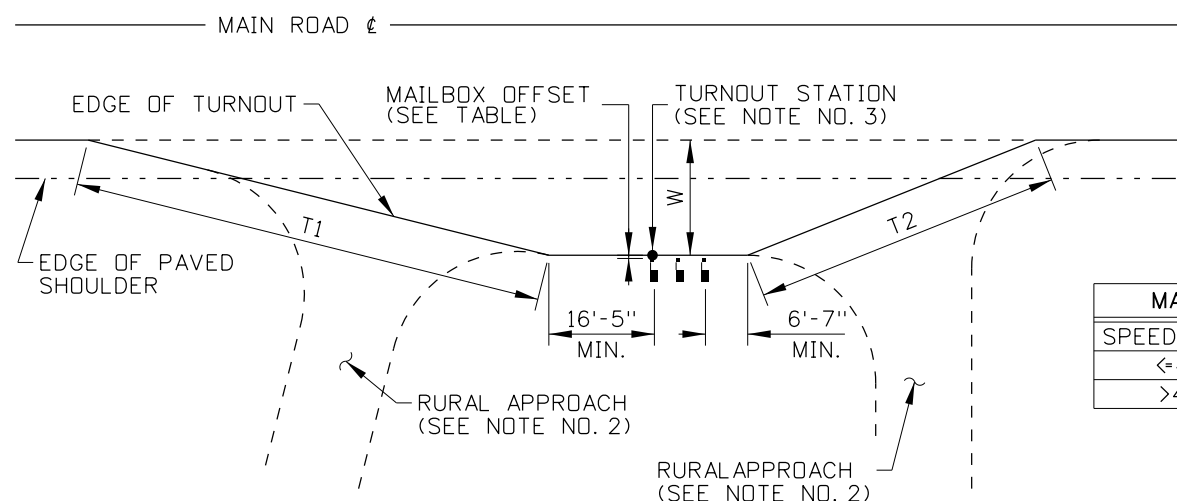 MAIN ROAD ℄
EDGE OF TURNOUT
MAILBOX OFFSET
(SEE TABLE)
TURNOUT STATION
(SEE NOTE NO. 3)
W
T1
T2
EDGE OF PAVED
SHOULDER
16'-5"
MIN.
6'-7"
MIN.
SPEED
<=
>4
RURAL APPROACH
(SEE NOTE NO. 2)
RURALAPPROACH
(SEE NOTE NO. 2)